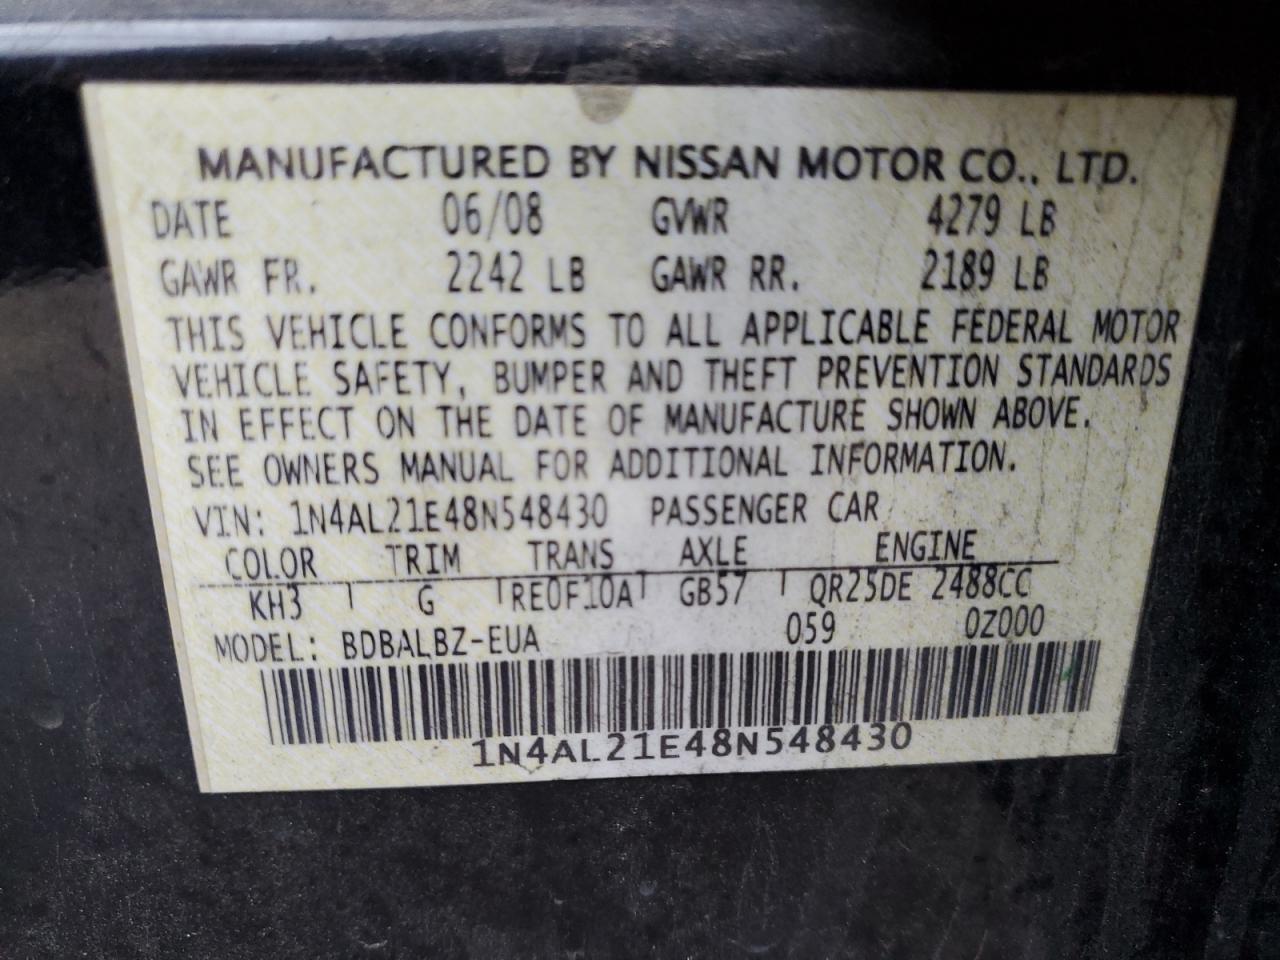 MANUFACTURED BY NISSAN MOTOR CO., LTD.
DATE 06/08 GVWR 4279 LB
GAWR FR. 2242 LB GAWR RR. 2189 LB
THIS VEHICLE CONFORMS TO ALL APPLICABLE FEDERAL MOTOR
VEHICLE SAFETY, BUMPER AND THEFT PREVENTION STANDARDS
IN EFFECT ON THE DATE OF MANUFACTURE SHOWN ABOVE.
SEE OWNERS MANUAL FOR ADDITIONAL INFORMATION.
VIN: 1N4AL21E48N548430 PASSENGER CAR
COLOR TRIM TRANS AXLE ENGINE
KH3 G RE0F10A GB57 QR25DE 2488CC
MODEL: BDBALBZ-EUA 059 0Z000
1N4AL21E48N548430